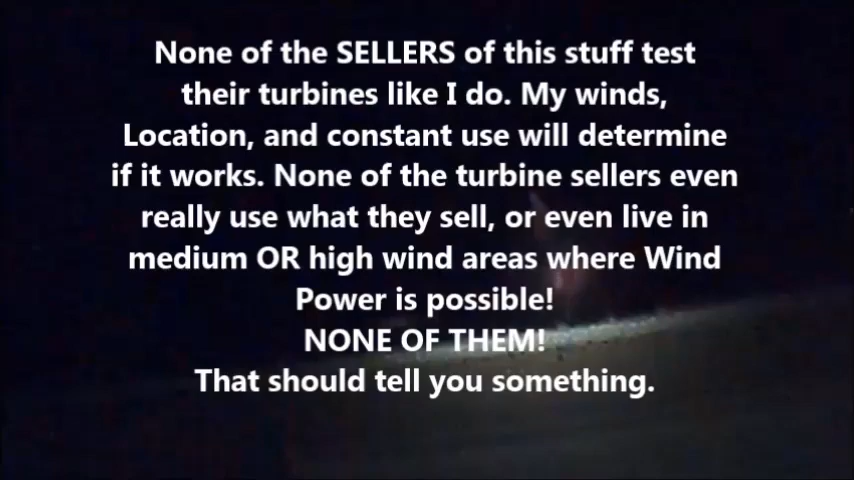 None of the SELLERS of this stuff test
their turbines like I do. My winds,
Location, and constant use will determine
if it works. None of the turbine sellers even
really use what they sell, or even live in
medium OR high wind areas where Wind
Power is possible!
NONE OF THEM!
That should tell you something.